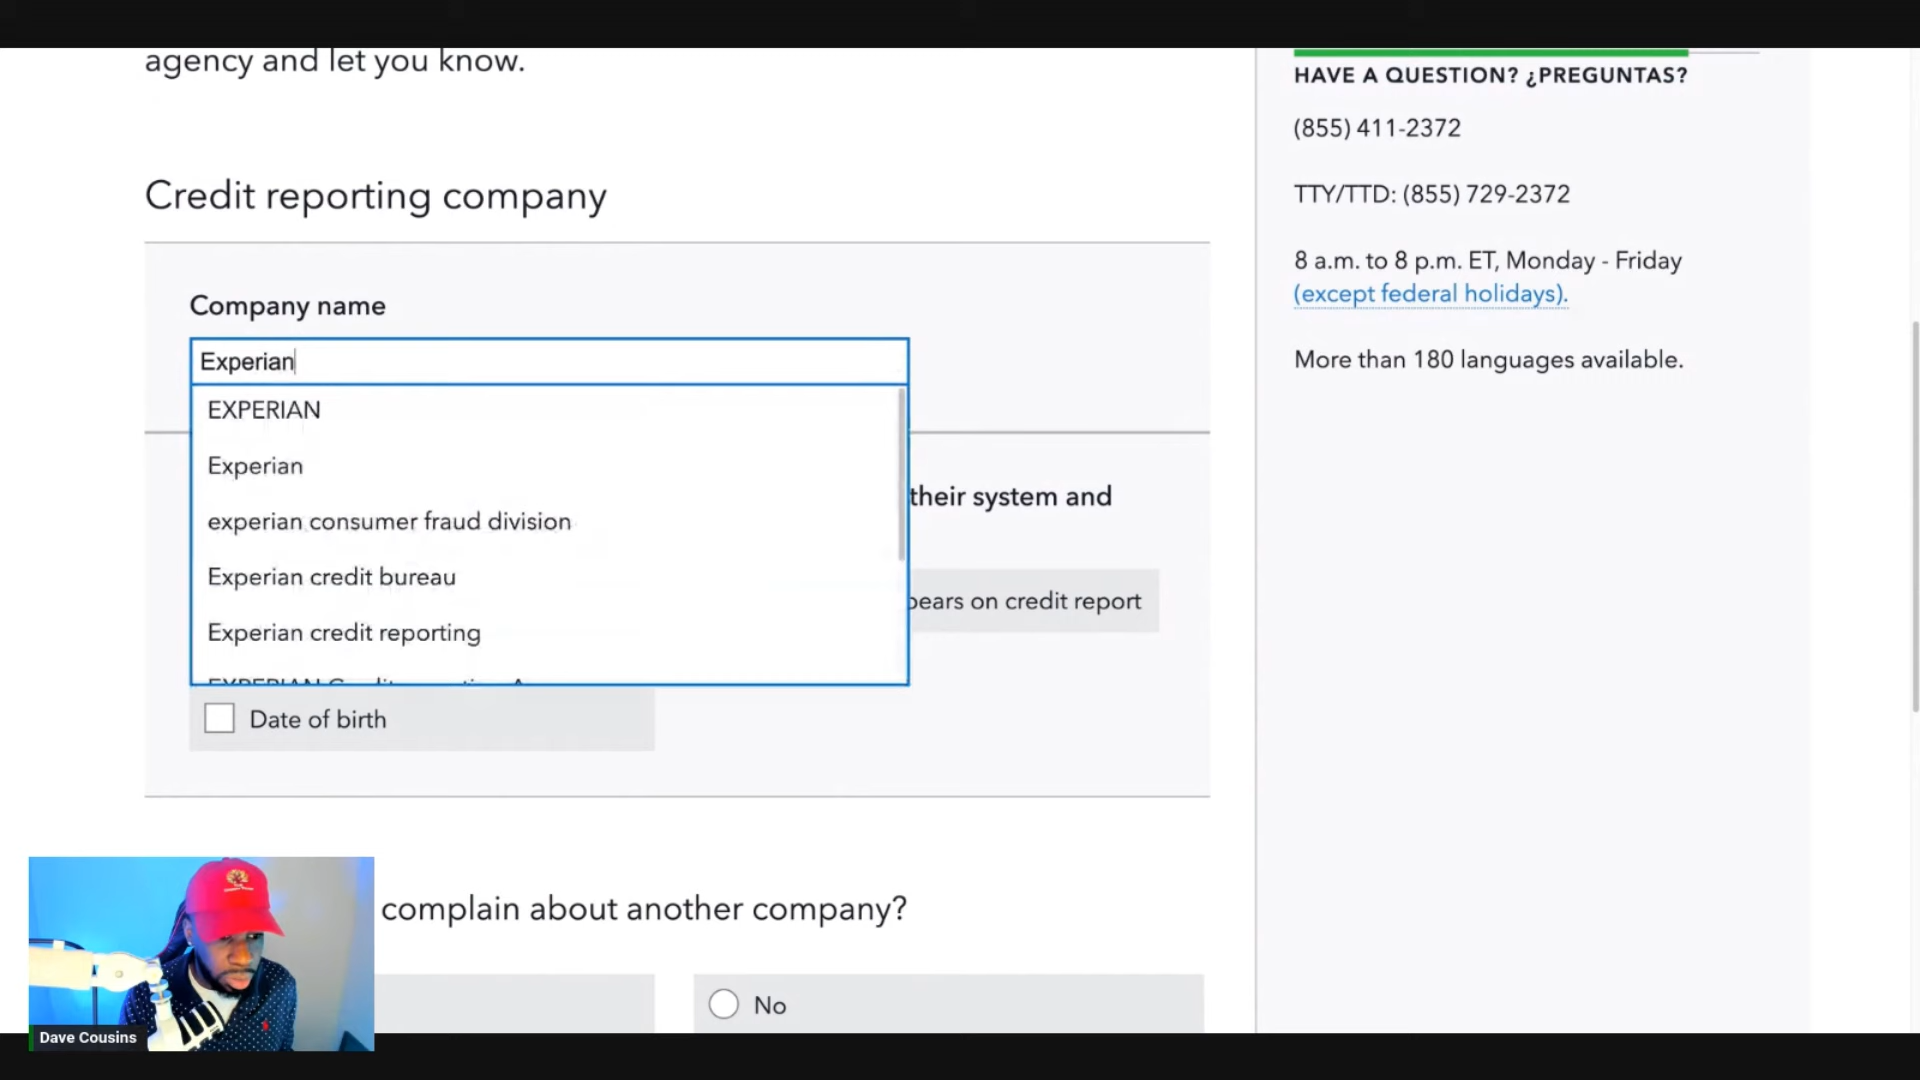 agency and let you know.
Credit reporting company
Company name
Experian
EXPERIAN
Experian
experian consumer fraud division
Experian credit bureau
Experian credit reporting
their system and
pears on credit report
Date of birth
complain about another company?
No
Dave Cousins
HAVE A QUESTION? ¿PREGUNTAS?
(855) 411-2372
TTY/TTD: (855) 729-2372
8 a.m. to 8 p.m. ET, Monday - Friday
(except federal holidays).
More than 180 languages available.